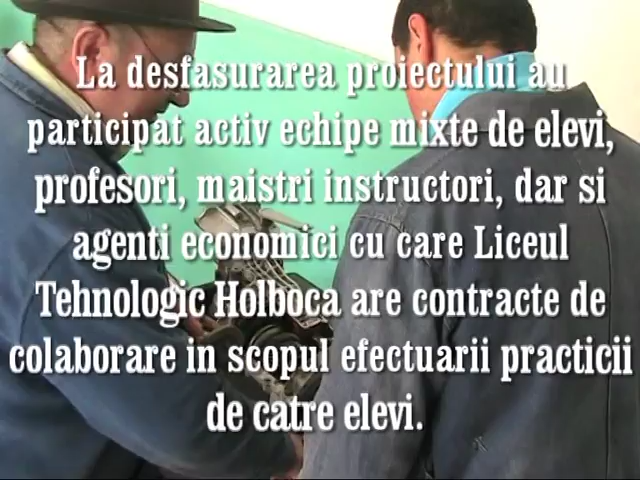 La desfasurarea proiectului au
participat activ echipe mixte de elevi,
profesori, maistri instructori, dar si
agenti economici cu care Liceul
Tehnologic Holboca are contracte de
colaborare in scopul efectuarii practicii
de catre elevi.